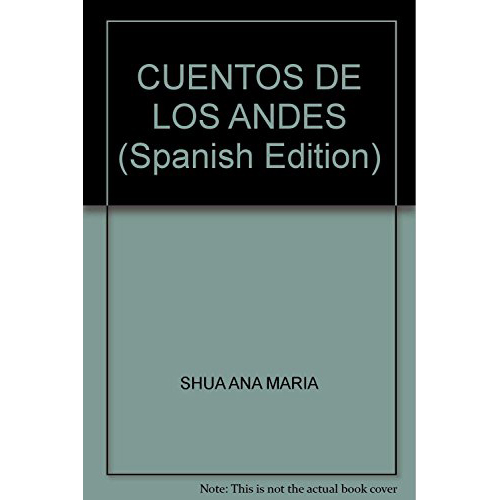 CUENTOS DE
LOS ANDES
(Spanish Edition)
SHUA ANA MARIA
Note: This is not the actual book cover